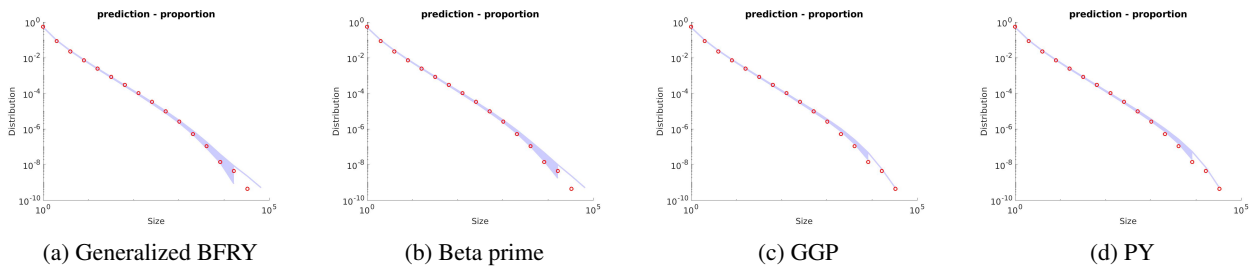 prediction - proportion
Distribution
10^0
10^-2
10^-4
10^-6
10^-8
10^-10
10^0
10^5
Size
(a) Generalized BFRY
prediction - proportion
Distribution
10^0
10^-2
10^-4
10^-6
10^-8
10^-10
10^0
10^5
Size
(b) Beta prime
prediction - proportion
Distribution
10^0
10^-2
10^-4
10^-6
10^-8
10^-10
10^0
10^5
Size
(c) GGP
prediction - proportion
Distribution
10^0
10^-2
10^-4
10^-6
10^-8
10^-10
10^0
10^5
Size
(d) PY